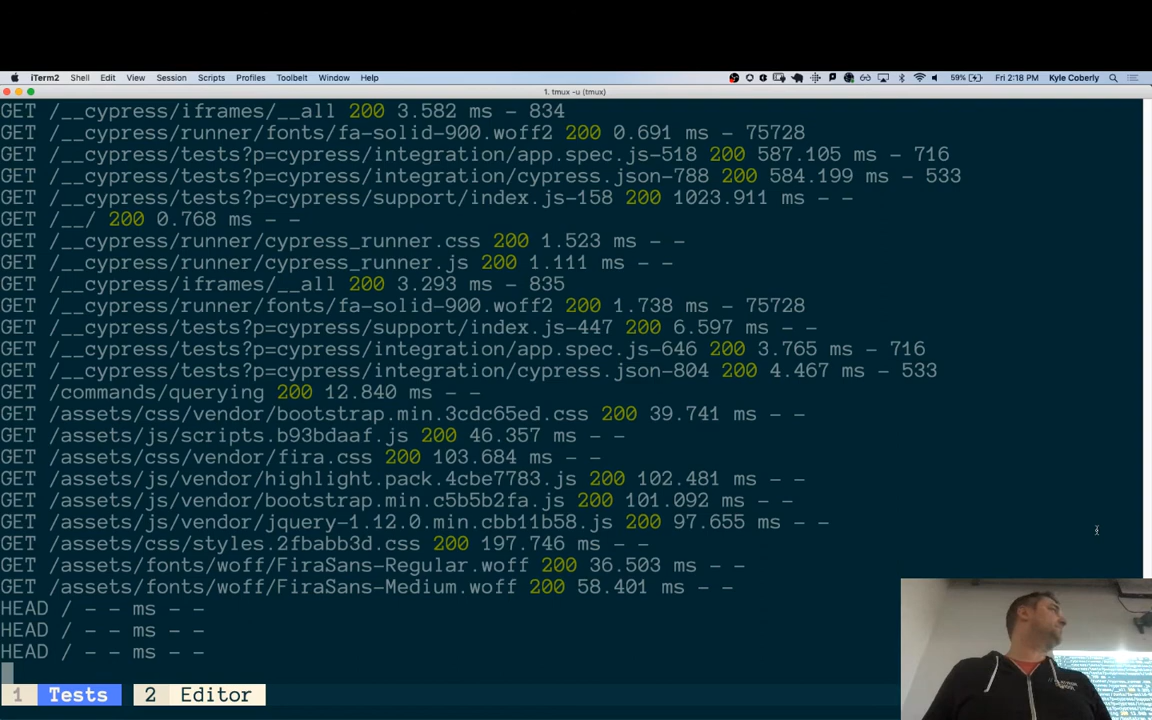 iTerm2 Shell Edit View Session Scripts Profiles Toolbelt Window Help 59% Fri 2:18 PM Kyle Coberly
1. tmux -u (tmux)
GET /__cypress/iframes/__all 200 3.582 ms - 834
GET /__cypress/runner/fonts/fa-solid-900.woff2 200 0.691 ms - 75728
GET /__cypress/tests?p=cypress/integration/app.spec.js-518 200 587.105 ms - 716
GET /__cypress/tests?p=cypress/integration/cypress.json-788 200 584.199 ms - 533
GET /__cypress/tests?p=cypress/support/index.js-158 200 1023.911 ms - -
GET /__/ 200 0.768 ms - -
GET /__cypress/runner/cypress_runner.css 200 1.523 ms - -
GET /__cypress/runner/cypress_runner.js 200 1.111 ms - -
GET /__cypress/iframes/__all 200 3.293 ms - 835
GET /__cypress/runner/fonts/fa-solid-900.woff2 200 1.738 ms - 75728
GET /__cypress/tests?p=cypress/support/index.js-447 200 6.597 ms - -
GET /__cypress/tests?p=cypress/integration/app.spec.js-646 200 3.765 ms - 716
GET /__cypress/tests?p=cypress/integration/cypress.json-804 200 4.467 ms - 533
GET /commands/querying 200 12.840 ms - -
GET /assets/css/vendor/bootstrap.min.3cdc65ed.css 200 39.741 ms - -
GET /assets/js/scripts.b93bdaaf.js 200 46.357 ms - -
GET /assets/css/vendor/fira.css 200 103.684 ms - -
GET /assets/js/vendor/highlight.pack.4cbe7783.js 200 102.481 ms - -
GET /assets/js/vendor/bootstrap.min.c5b5b2fa.js 200 101.092 ms - -
GET /assets/js/vendor/jquery-1.12.0.min.cbb11b58.js 200 97.655 ms - -
GET /assets/css/styles.2fbabb3d.css 200 197.746 ms - -
GET /assets/fonts/woff/FiraSans-Regular.woff 200 36.503 ms - -
GET /assets/fonts/woff/FiraSans-Medium.woff 200 58.401 ms - -
HEAD / - - ms - -
HEAD / - - ms - -
HEAD / - - ms - -
1 Tests 2 Editor